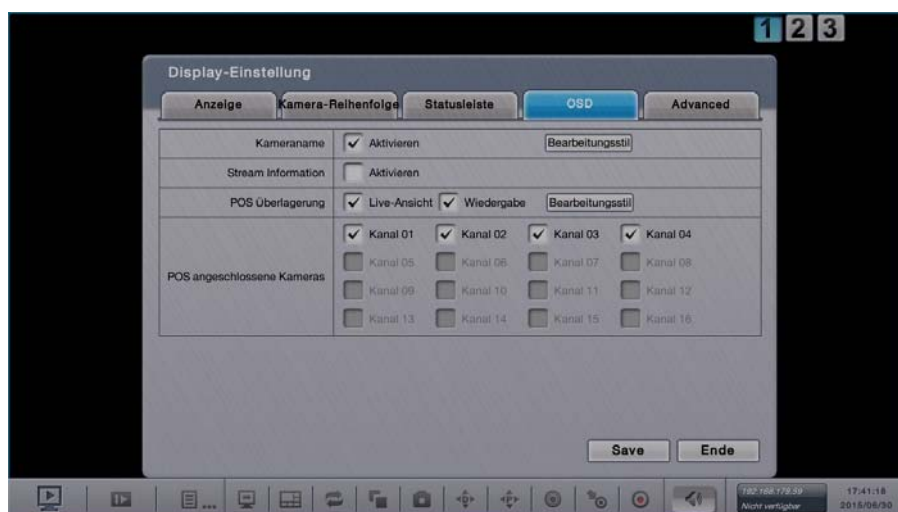 1 2 3
Display-Einstellung
Anzeige Kamera-Reihenfolge Statusleiste OSD Advanced
Kameraname Aktivieren Bearbeitungsstil
Stream Information Aktivieren
POS Überlagerung Live-Ansicht Wiedergabe Bearbeitungsstil
POS angeschlossene Kameras
Kanal 01 Kanal 02 Kanal 03 Kanal 04
Kanal 05 Kanal 06 Kanal 07 Kanal 08
Kanal 09 Kanal 10 Kanal 11 Kanal 12
Kanal 13 Kanal 14 Kanal 15 Kanal 16
Save Ende
192.168.179.59 17:41:18
Nicht verfügbar 2015/06/30